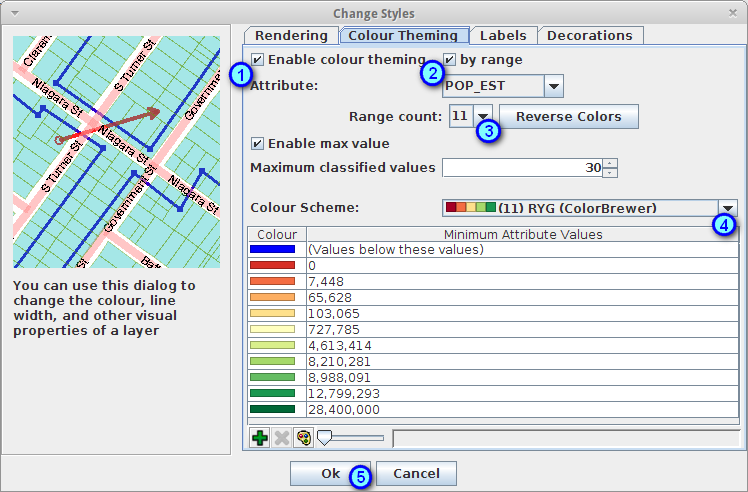 Change Styles
Claren
S Turner St
Government
Niagara St
Niagara St
S Turner St
Government St
Niagara St
Batt
You can use this dialog to
change the colour, line
width, and other visual
properties of a layer
Rendering Colour Theming Labels Decorations
1 Enable colour theming 2 by range
Attribute: POP_EST
Range count: 11 3 Reverse Colors
Enable max value
Maximum classified values 30
Colour Scheme: (11) RYG (ColorBrewer) 4
Colour Minimum Attribute Values
(Values below these values)
0
7,448
65,628
103,065
727,785
4,613,414
8,210,281
8,988,091
12,799,293
28,400,000
Ok 5 Cancel